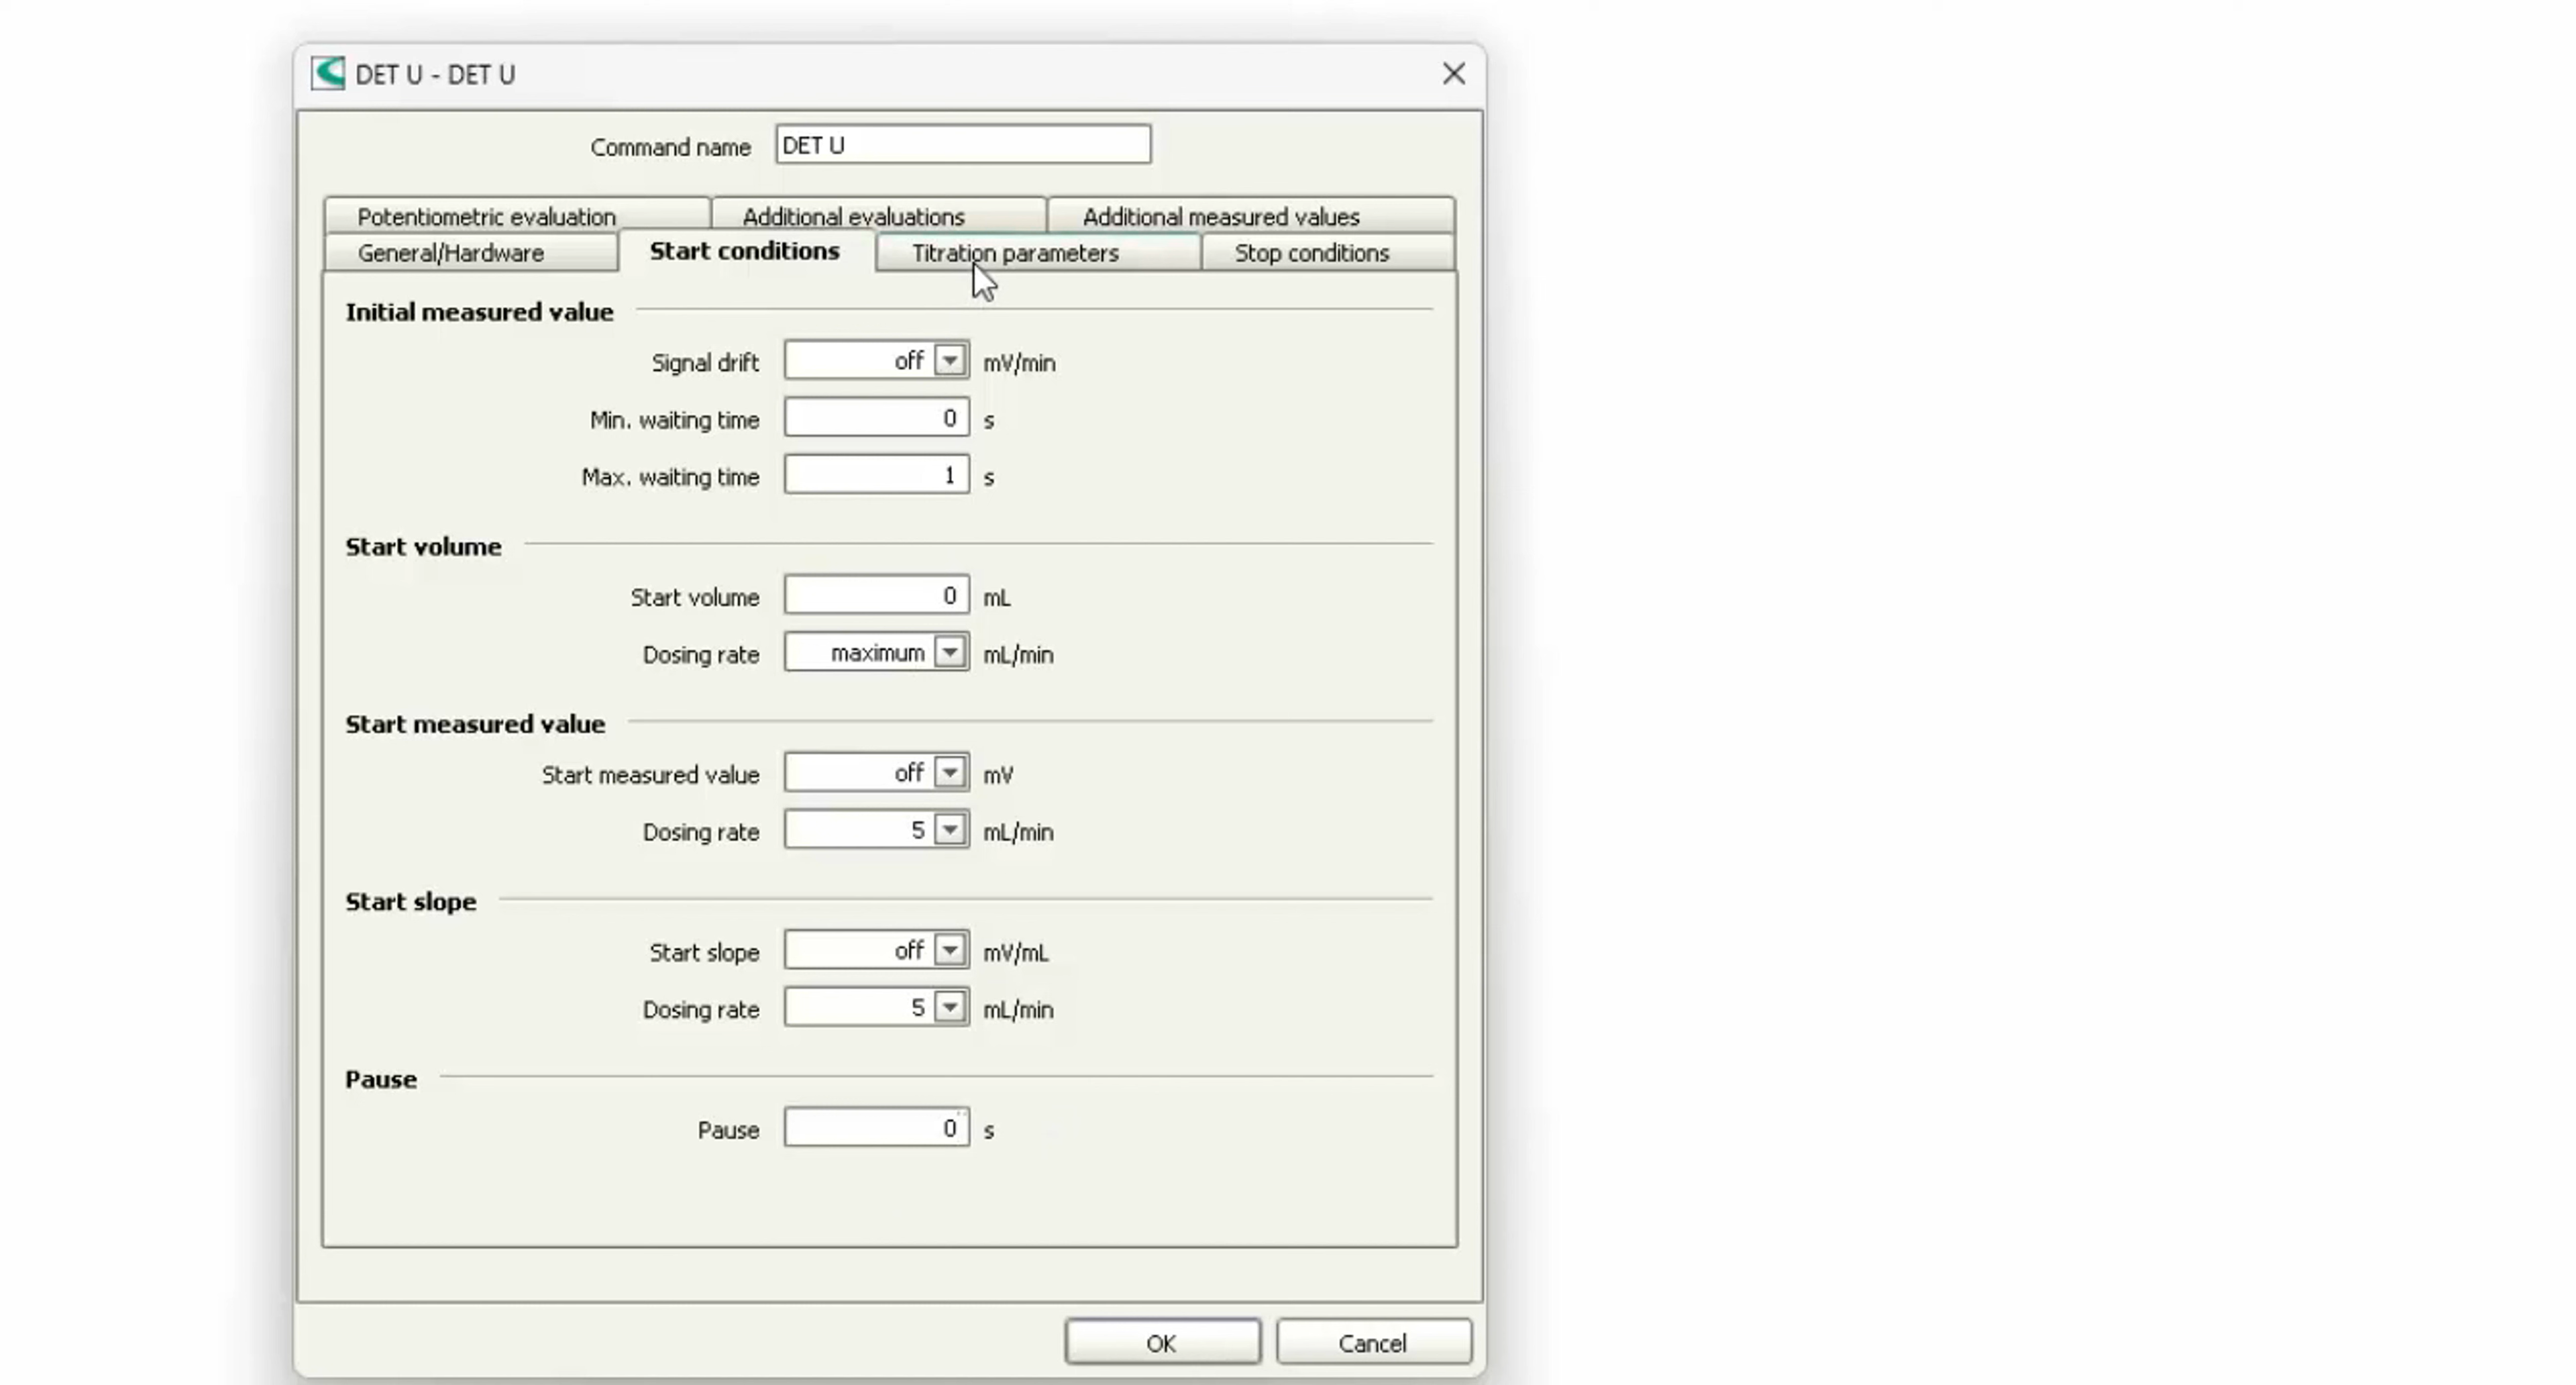 DET U - DET U
Command name DET U
Potentiometric evaluation Additional evaluations Additional measured values
General/Hardware Start conditions Titration parameters Stop conditions
Initial measured value
Signal drift off mV/min
Min. waiting time 0 s
Max. waiting time 1 s
Start volume
Start volume 0 mL
Dosing rate maximum mL/min
Start measured value
Start measured value off mV
Dosing rate 5 mL/min
Start slope
Start slope off mV/mL
Dosing rate 5 mL/min
Pause
Pause 0 s
OK Cancel